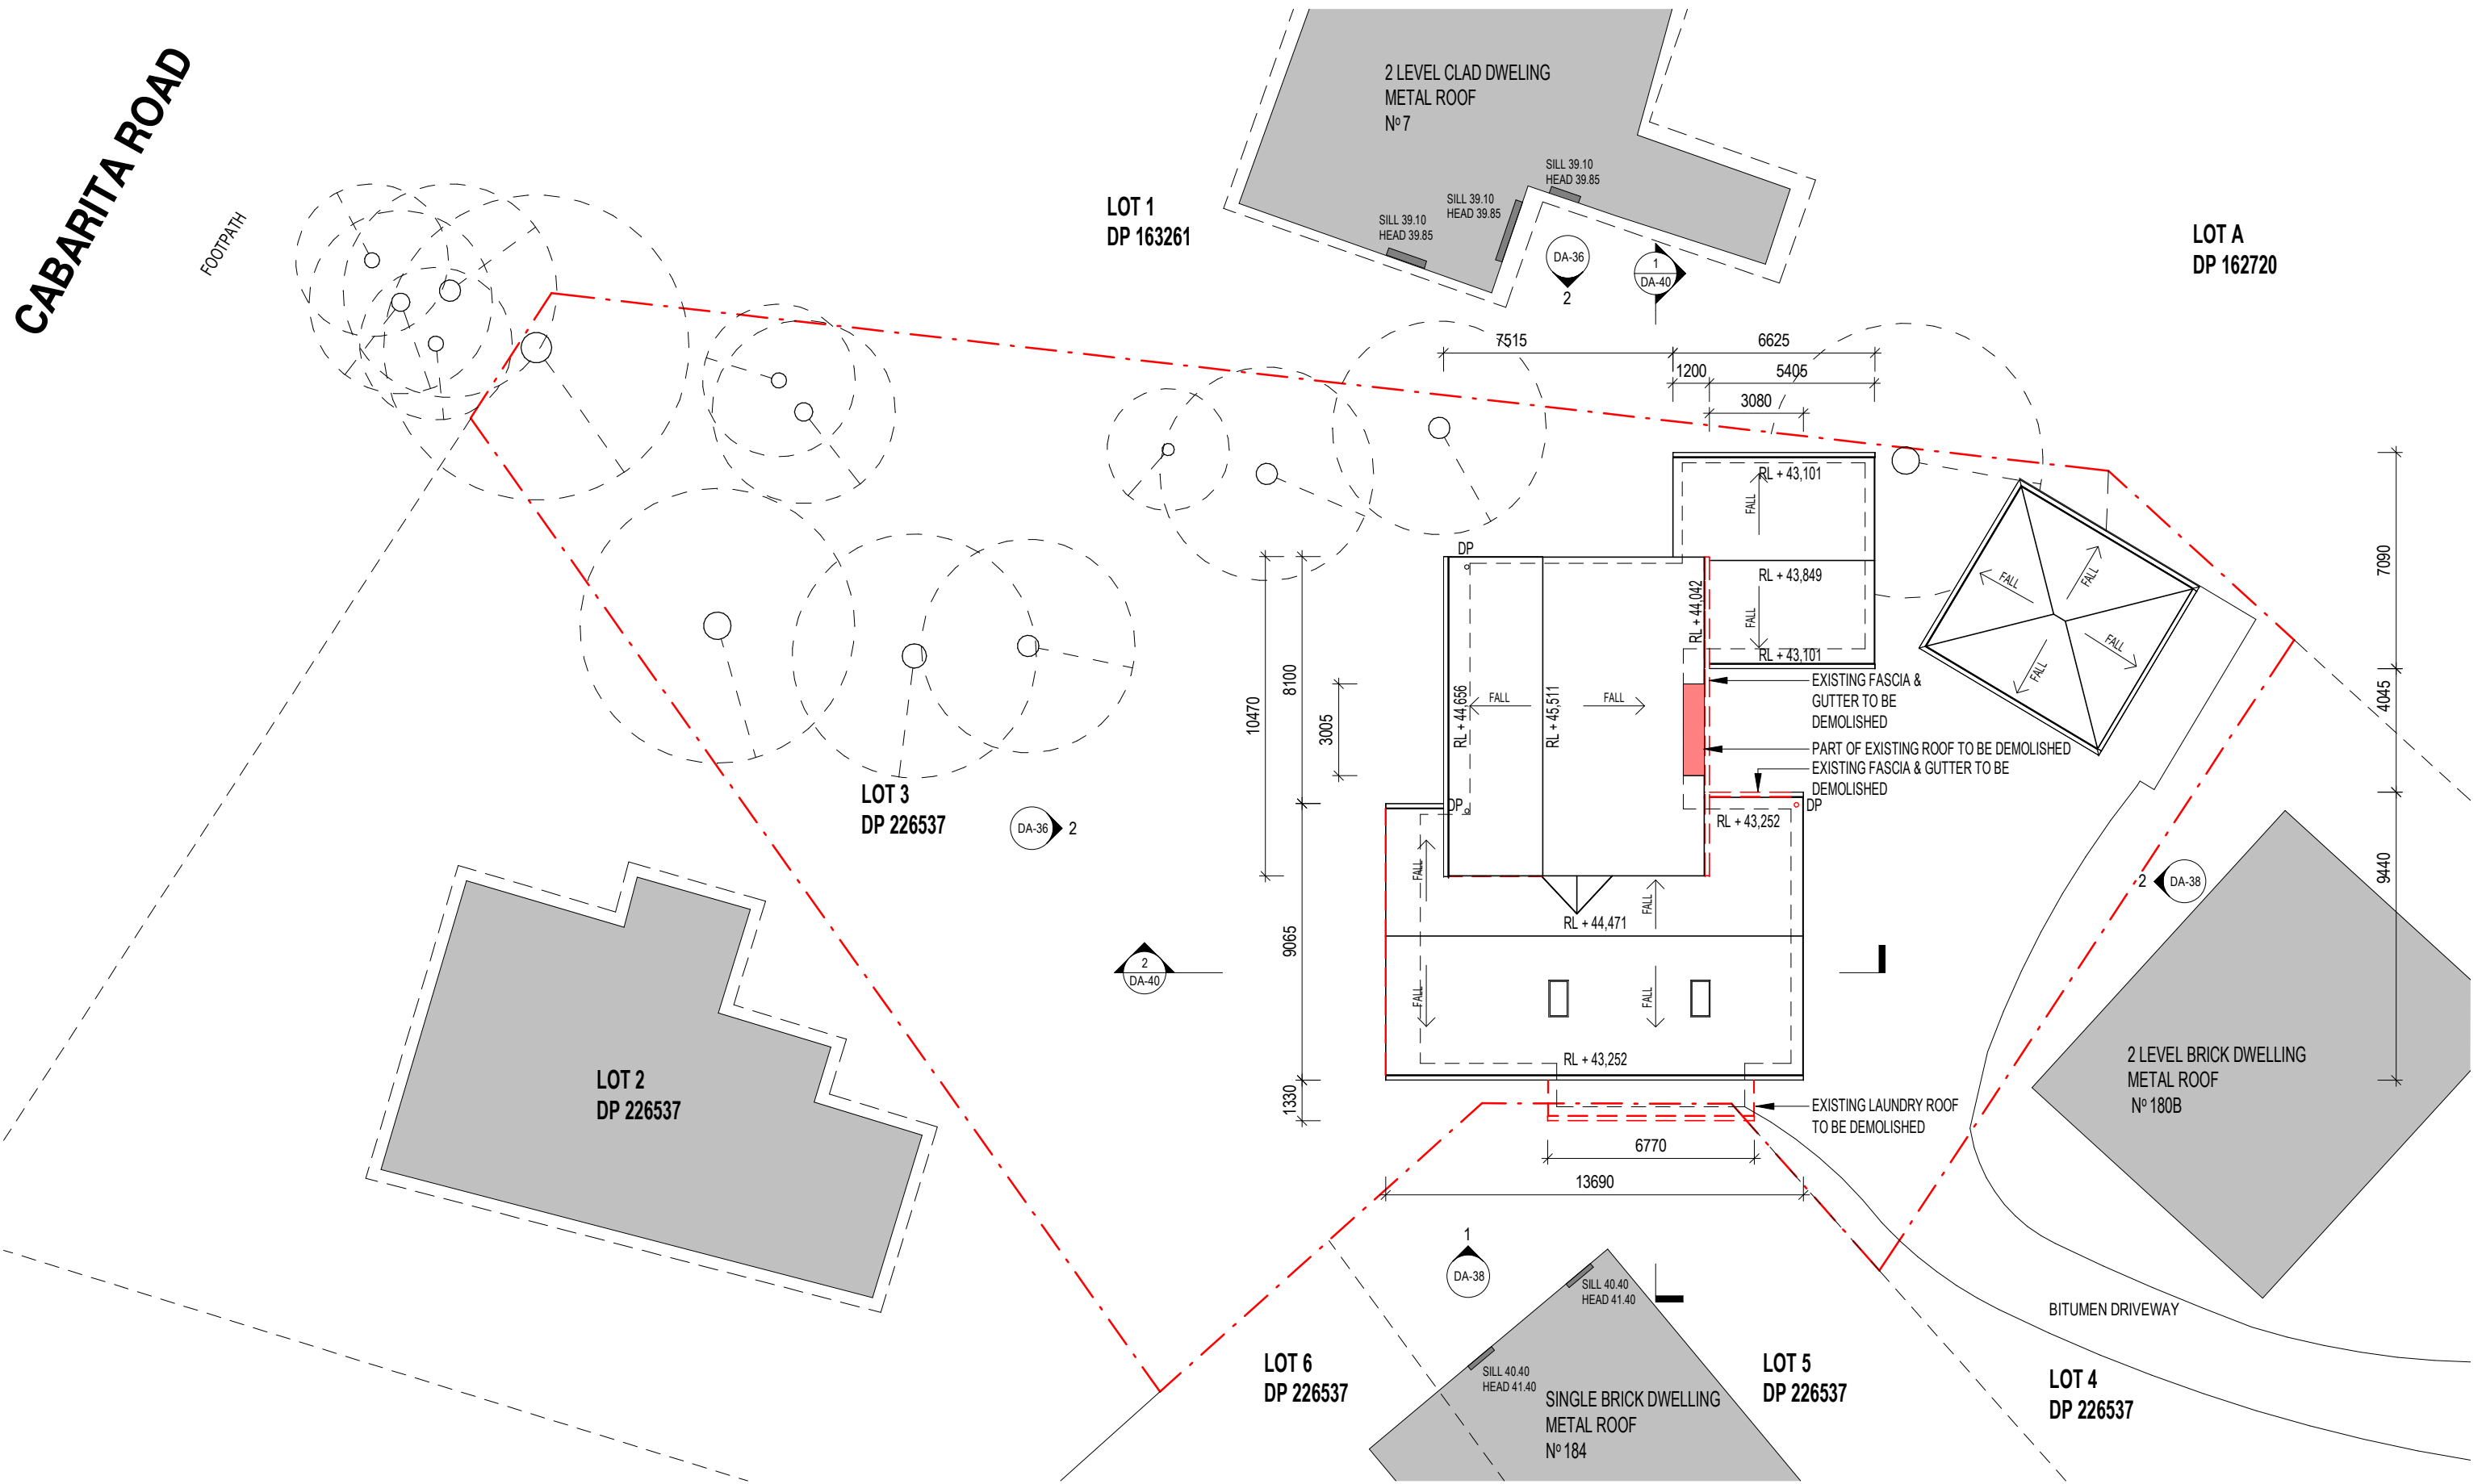 CABARITA ROAD
FOOTPATH
2 LEVEL CLAD DWELING
METAL ROOF
Nº 7
SILL 39.10
HEAD 39.85
SILL 39.10
HEAD 39.85
SILL 39.10
HEAD 39.85
LOT 1
DP 163261
LOT A
DP 162720
DA-36
2
1
DA-40
7515
6625
1200
5405
3080
RL + 43,101
FALL
RL + 43,849
FALL
RL + 43,101
RL + 44,042
DP
FALL
FALL
FALL
FALL
7090
4045
9440
10470
8100
3005
9065
1330
RL + 44,656
FALL
RL + 45,511
FALL
EXISTING FASCIA &
GUTTER TO BE
DEMOLISHED
PART OF EXISTING ROOF TO BE DEMOLISHED
EXISTING FASCIA & GUTTER TO BE
DEMOLISHED
DP
DP
RL + 43,252
LOT 3
DP 226537
DA-36
2
FALL
FALL
RL + 44,471
2
DA-38
2
DA-40
FALL
FALL
RL + 43,252
LOT 2
DP 226537
2 LEVEL BRICK DWELLING
METAL ROOF
Nº 180B
EXISTING LAUNDRY ROOF
TO BE DEMOLISHED
6770
13690
1
DA-38
SILL 40.40
HEAD 41.40
SILL 40.40
HEAD 41.40
BITUMEN DRIVEWAY
LOT 6
DP 226537
SINGLE BRICK DWELLING
METAL ROOF
Nº 184
LOT 5
DP 226537
LOT 4
DP 226537